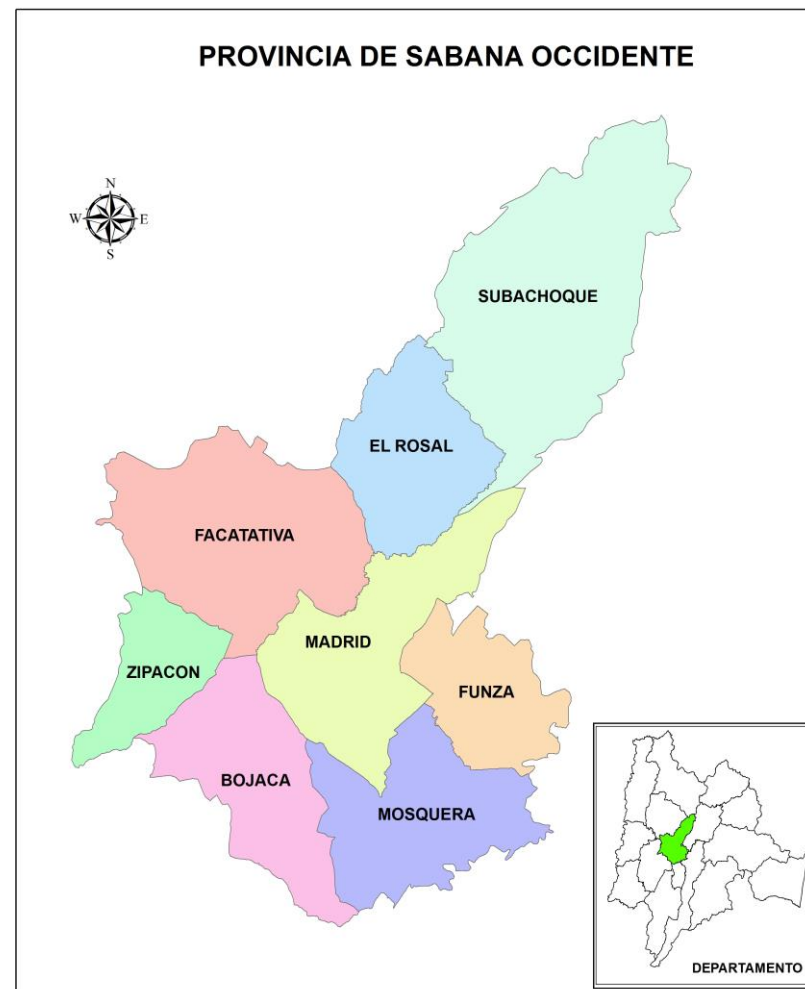 PROVINCIA DE SABANA OCCIDENTE
N
W E
S
SUBACHOQUE
EL ROSAL
FACATATIVA
MADRID
ZIPACON
FUNZA
BOJACA
MOSQUERA
DEPARTAMENTO